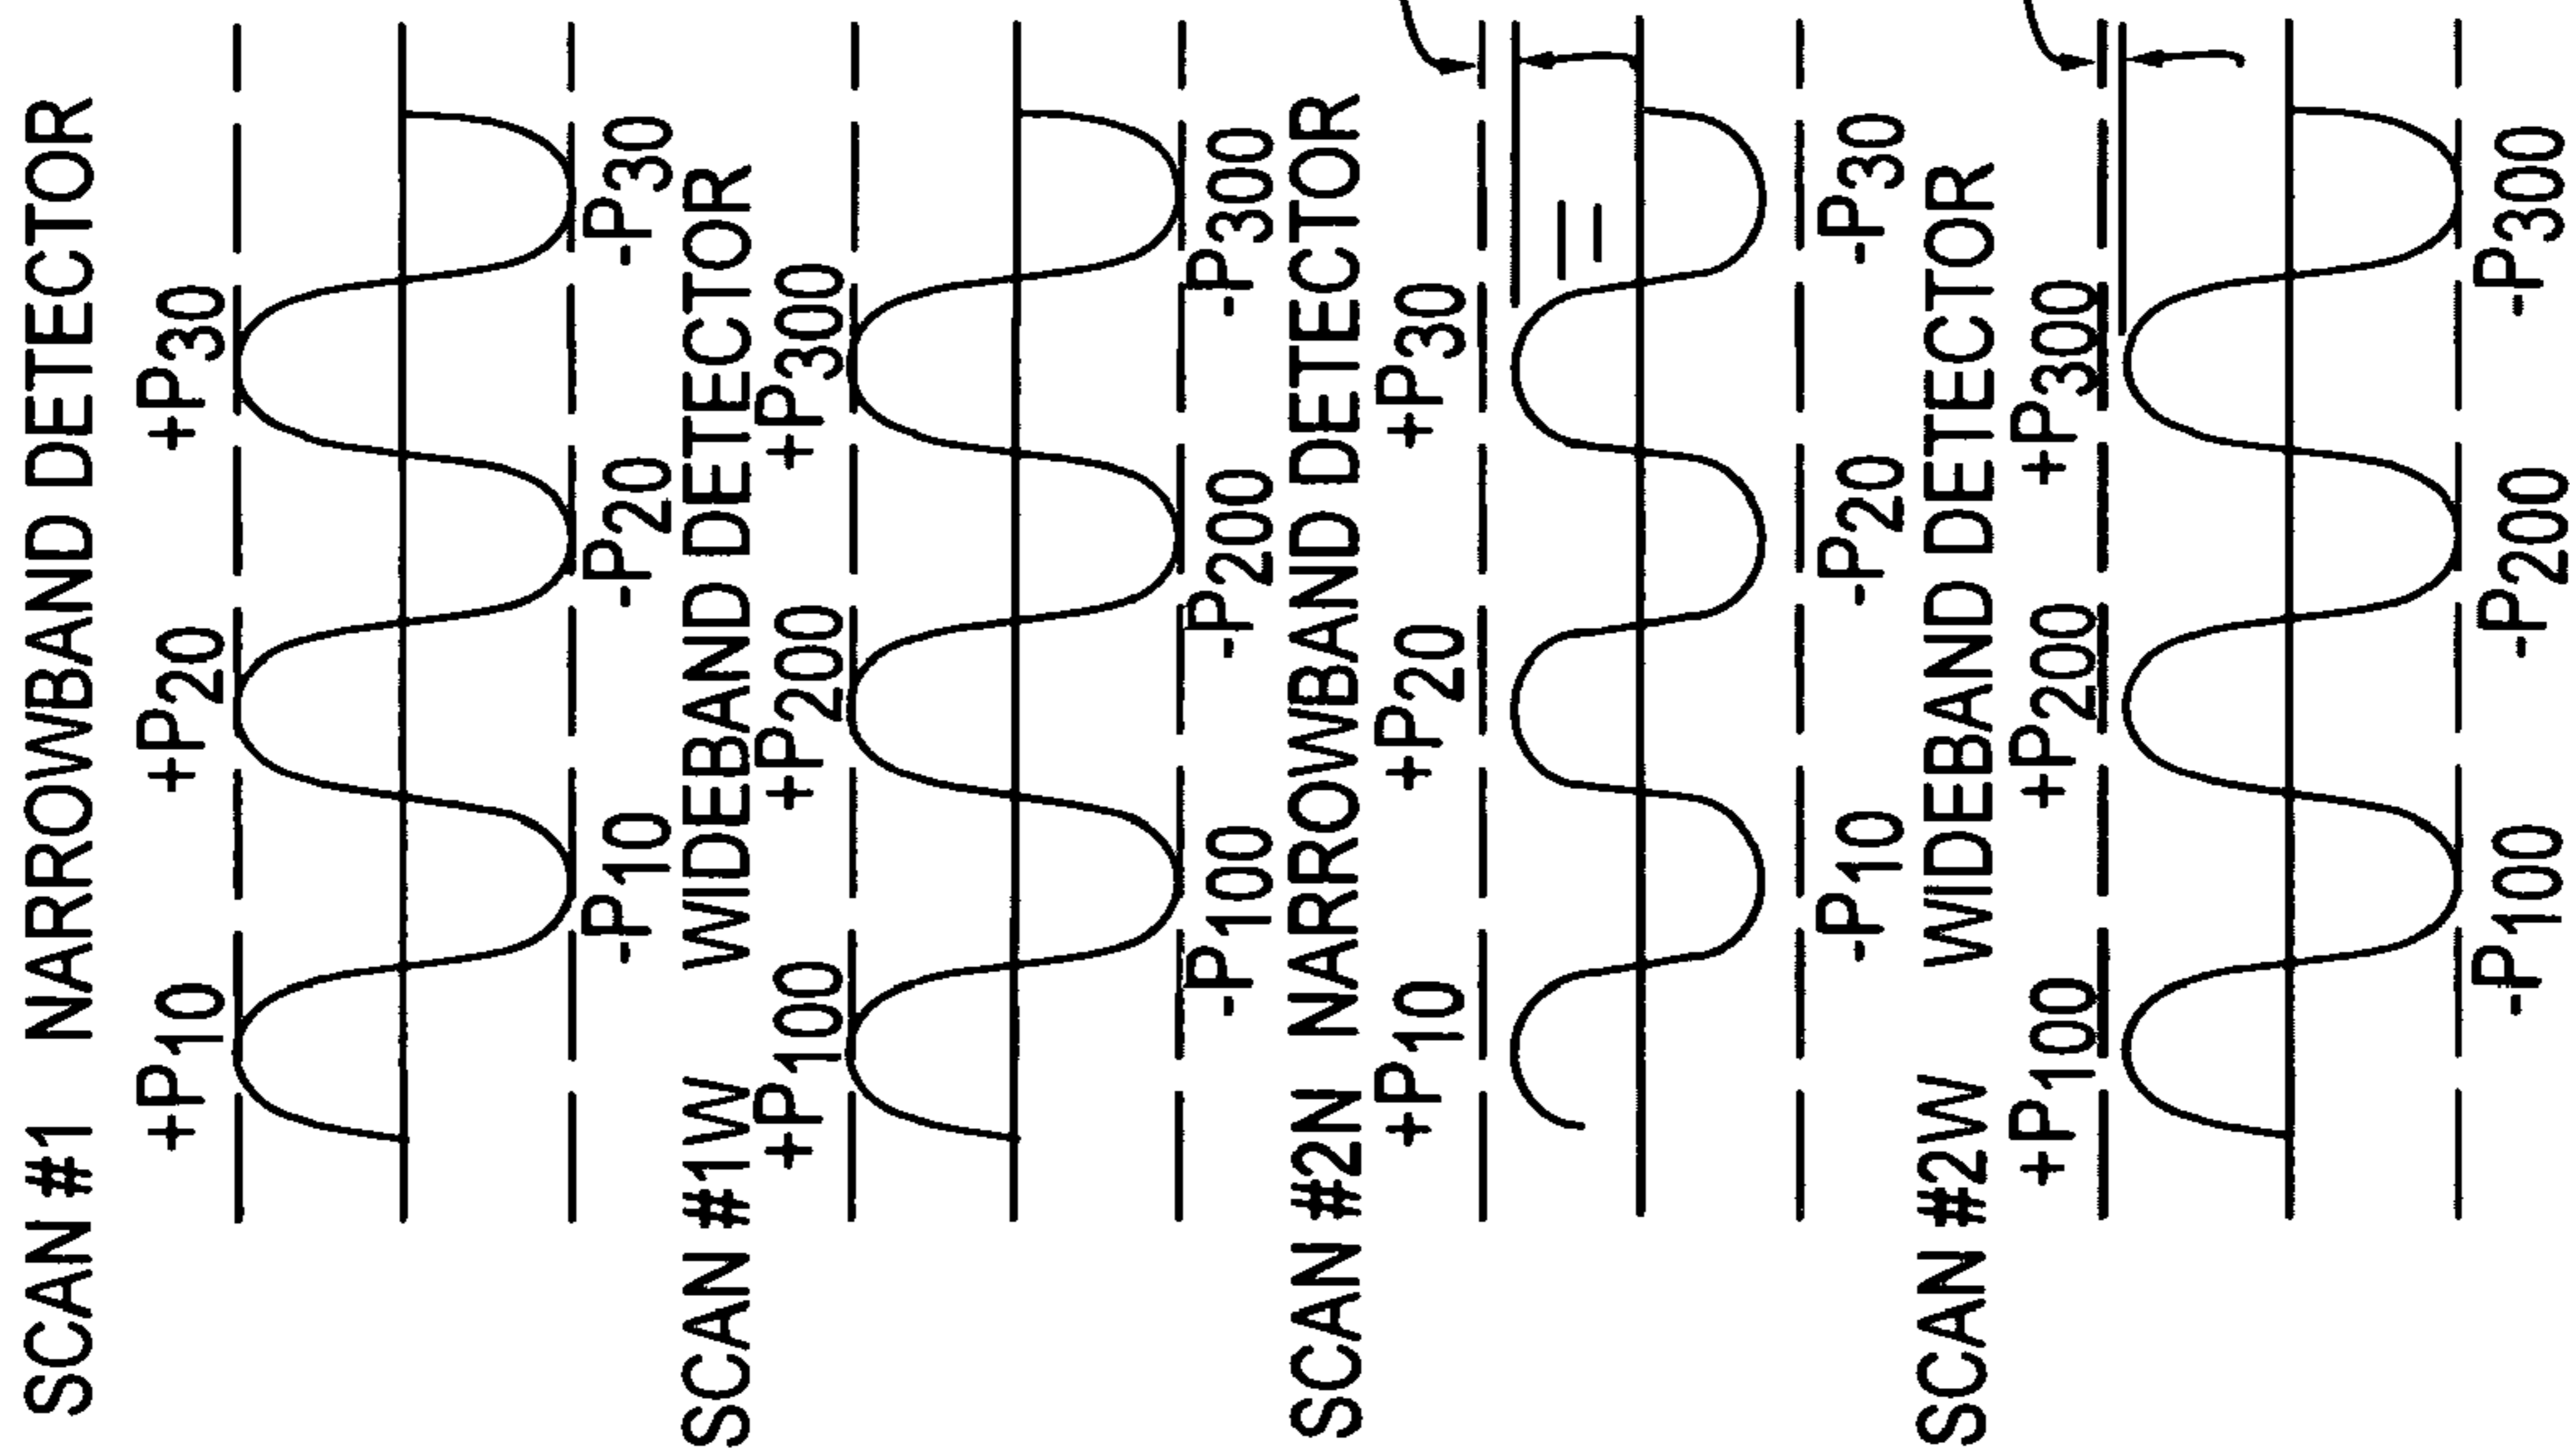 SCAN #1 NARROWBAND DETECTOR
+P10 +P20 +P30
-P10 -P20 -P30
SCAN #1W WIDEBAND DETECTOR
+P100 +P200 +P300
-P100 -P200 -P300
SCAN #2N NARROWBAND DETECTOR
+P10 +P20 +P30
-P10 -P20 -P30
SCAN #2W WIDEBAND DETECTOR
+P100 +P200 +P300
-P100 -P200 -P300